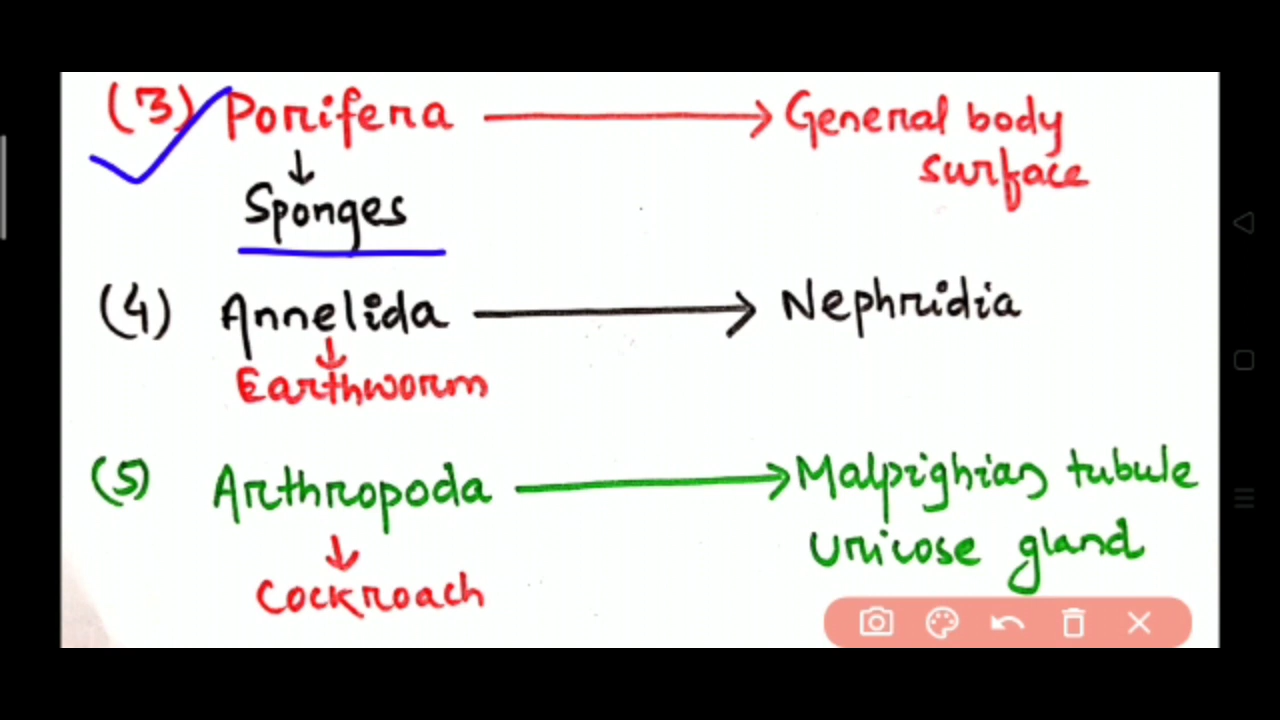 (3) Porifera → General body
surface
↓
Sponges
(4) Annelida → Nephridia
↓
Earthworm
(5) Arthropoda → Malpighian tubule
↓ Uricose gland
Cockroach